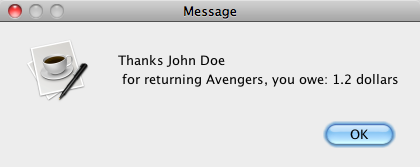 Message
Thanks John Doe
for returning Avengers, you owe: 1.2 dollars
OK